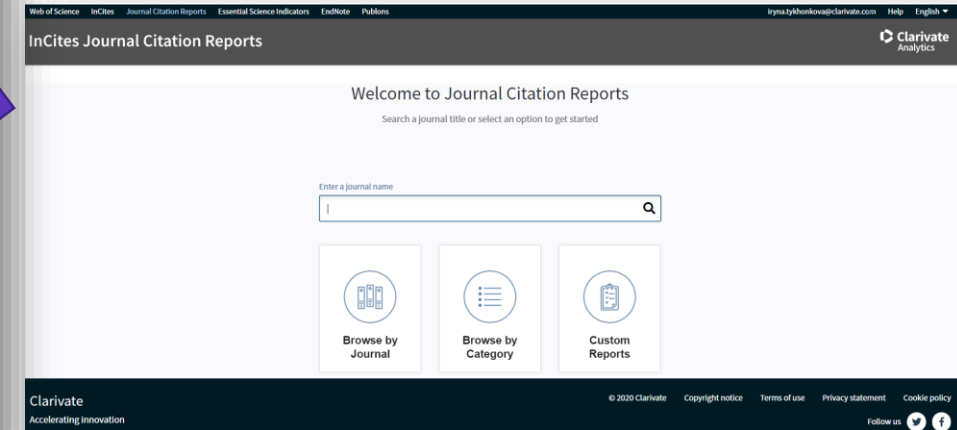 Web of Science InCites Journal Citation Reports Essential Science Indicators EndNote Publons iryna.tykhonkova@clarivate.com Help English
InCites Journal Citation Reports
Clarivate
Analytics
Welcome to Journal Citation Reports
Search a journal title or select an option to get started
Enter a journal name
Browse by
Journal
Browse by
Category
Custom
Reports
Clarivate
Accelerating innovation
© 2020 Clarivate Copyright notice Terms of use Privacy statement Cookie policy
Follow us